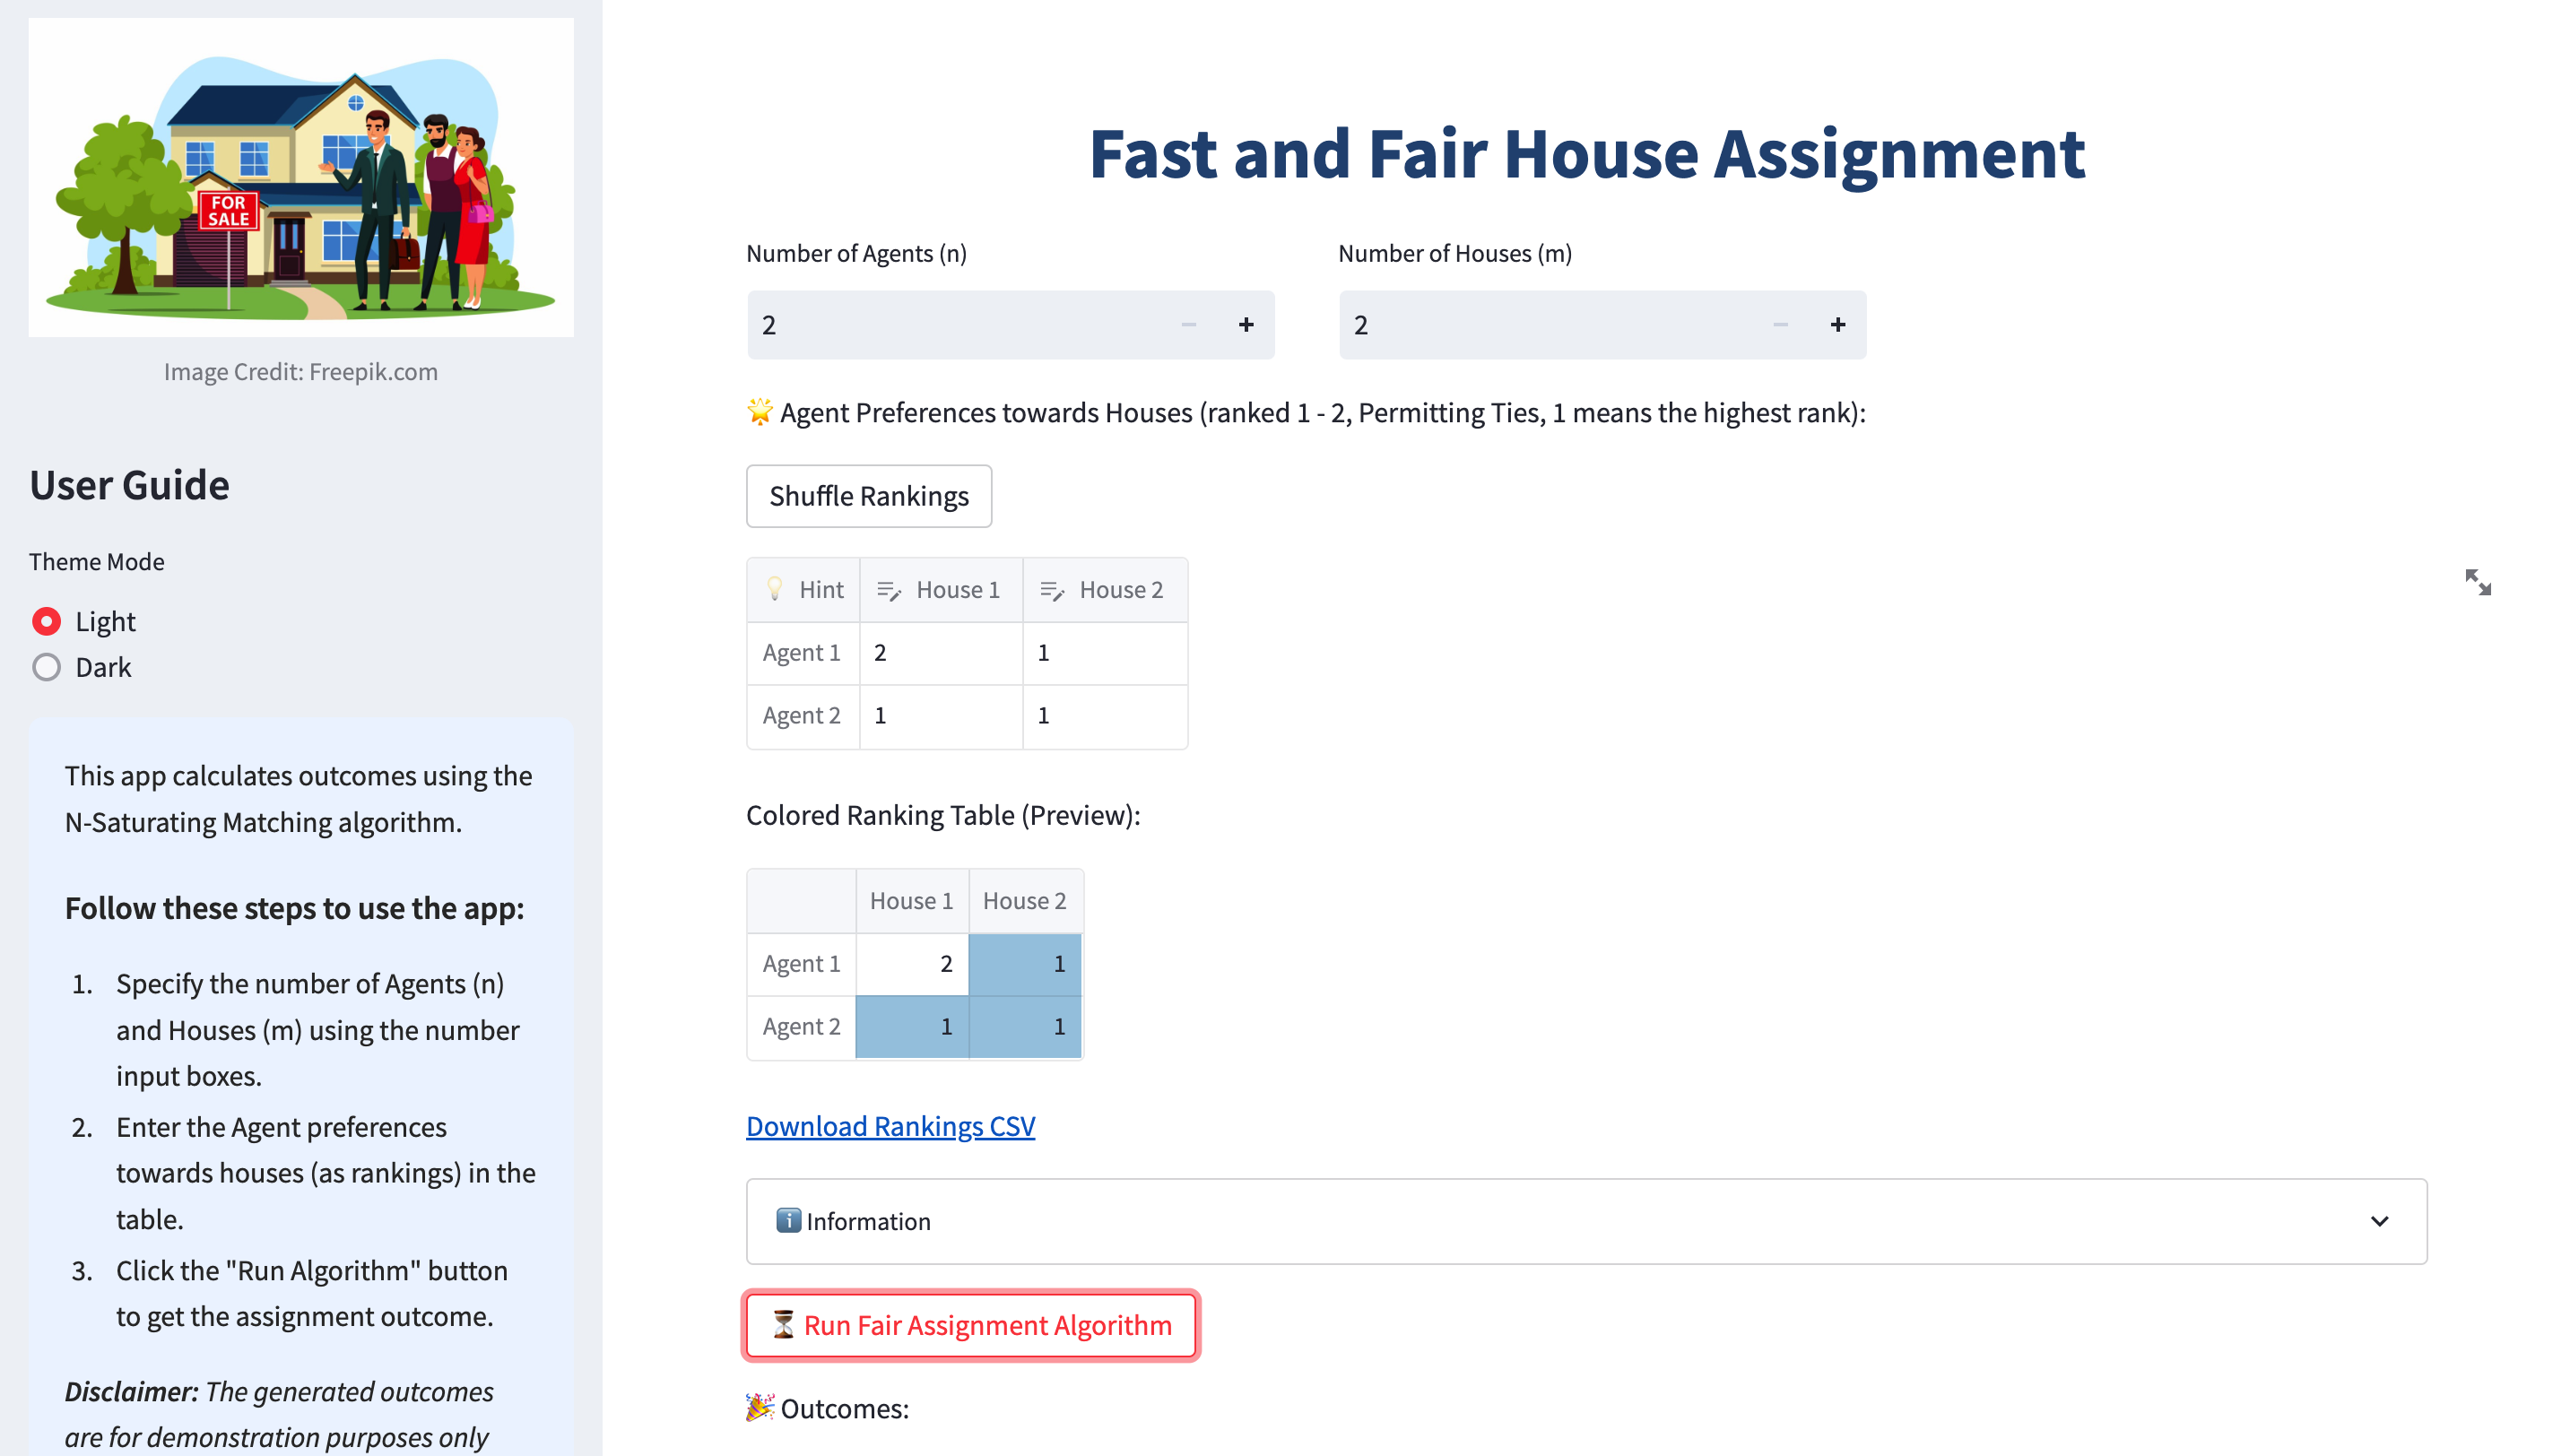 FOR
SALE
Image Credit: Freepik.com
User Guide
Theme Mode
Light
Dark
This app calculates outcomes using the
N-Saturating Matching algorithm.
Follow these steps to use the app:
1. Specify the number of Agents (n)
and Houses (m) using the number
input boxes.
2. Enter the Agent preferences
towards houses (as rankings) in the
table.
3. Click the "Run Algorithm" button
to get the assignment outcome.
Disclaimer: The generated outcomes
are for demonstration purposes only
Fast and Fair House Assignment
Number of Agents (n) Number of Houses (m)
2 − + 2 − +
🌟 Agent Preferences towards Houses (ranked 1 - 2, Permitting Ties, 1 means the highest rank):
Shuffle Rankings
💡 Hint House 1 House 2
Agent 1 2 1
Agent 2 1 1
Colored Ranking Table (Preview):
House 1 House 2
Agent 1 2 1
Agent 2 1 1
Download Rankings CSV
ℹ️ Information
⏳ Run Fair Assignment Algorithm
🎉 Outcomes: